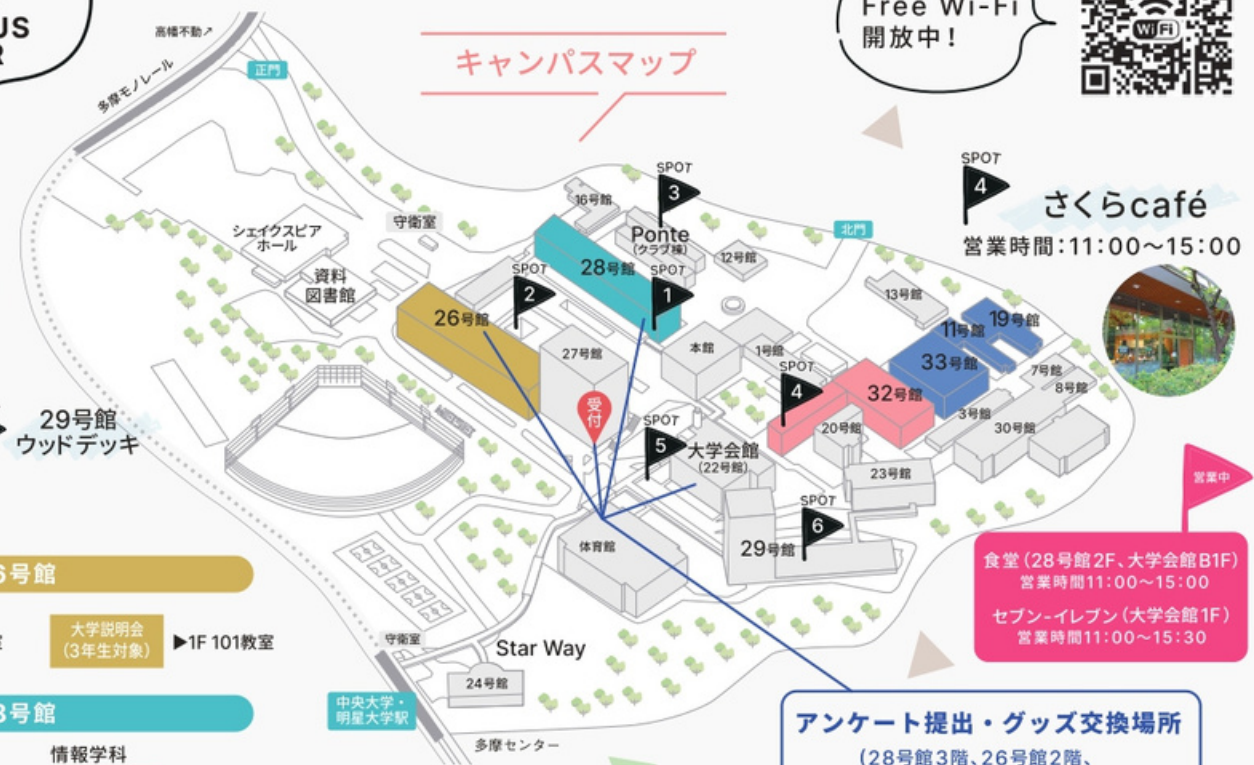 US
R
Free Wi-Fi
開放中！
WiFi
高幡不動↗
正門
多摩モノレール
キャンパスマップ
SPOT
4
さくらcafé
営業時間：11：00〜15：00
SPOT
3
16号館
守衛室
シェイクスピア
ホール
Ponte
(クラブ棟)
北門
12号館
資料
図書館
28号館
SPOT
1
SPOT
2
13号館
26号館
19号館
11号館
33号館
27号館
本館
1号館
SPOT
4
32号館
7号館
8号館
受付
3号館
30号館
20号館
29号館
ウッドデッキ
SPOT
5
大学会館
(22号館)
23号館
営業中
SPOT
6
29号館
体育館
食堂（28号館2F、大学会館B1F）
営業時間11：00〜15：00
セブン-イレブン（大学会館1F）
営業時間11：00〜15：30
号館
大学説明会
（3年生対象）
▶1F 101教室
守衛室
Star Way
24号館
中央大学・
明星大学駅
多摩センター
号館
情報学科
アンケート提出・グッズ交換場所
（28号館3階、26号館2階、